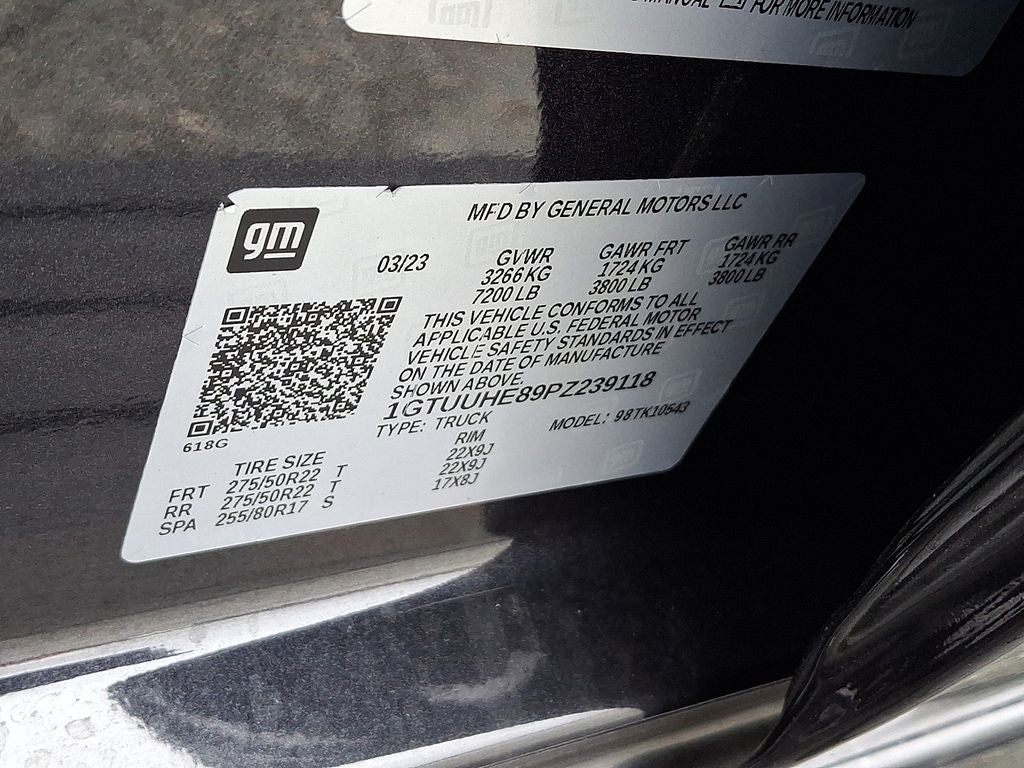 MANUAL FOR MORE INFORMATION
gm
MFD BY GENERAL MOTORS LLC
03/23 GVWR GAWR FRT GAWR RR
3266 KG 1724 KG 1724 KG
7200 LB 3800 LB 3800 LB
THIS VEHICLE CONFORMS TO ALL
APPLICABLE U.S. FEDERAL MOTOR
VEHICLE SAFETY STANDARDS IN EFFECT
ON THE DATE OF MANUFACTURE
SHOWN ABOVE.
1GTUUHE89PZ239118
TYPE: TRUCK MODEL: 98TK10543
618G
TIRE SIZE RIM
FRT 275/50R22 T 22X9J
RR 275/50R22 T 22X9J
SPA 255/80R17 S 17X8J